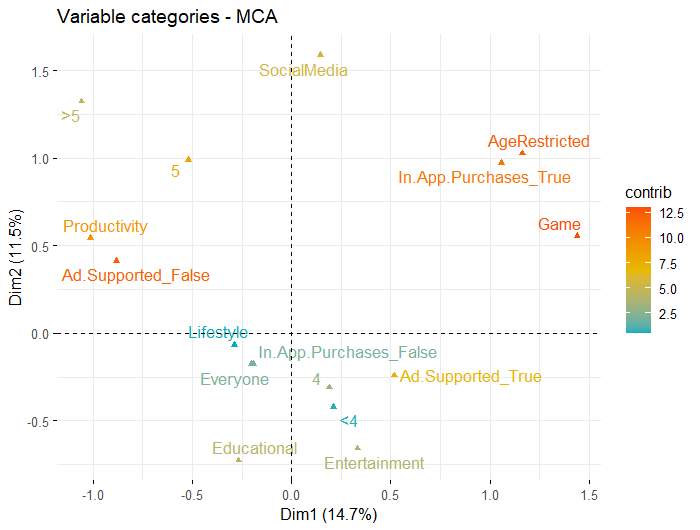 Variable categories - MCA
SocialMedia
>5
5
AgeRestricted
In.App.Purchases_True
Game
Productivity
Ad.Supported_False
Lifestyle
In.App.Purchases_False
Everyone
4
Ad.Supported_True
<4
Educational
Entertainment
1.5
1.0
0.5
0.0
-0.5
Dim2 (11.5%)
-1.0
-0.5
0.0
0.5
1.0
1.5
Dim1 (14.7%)
contrib
12.5
10.0
7.5
5.0
2.5